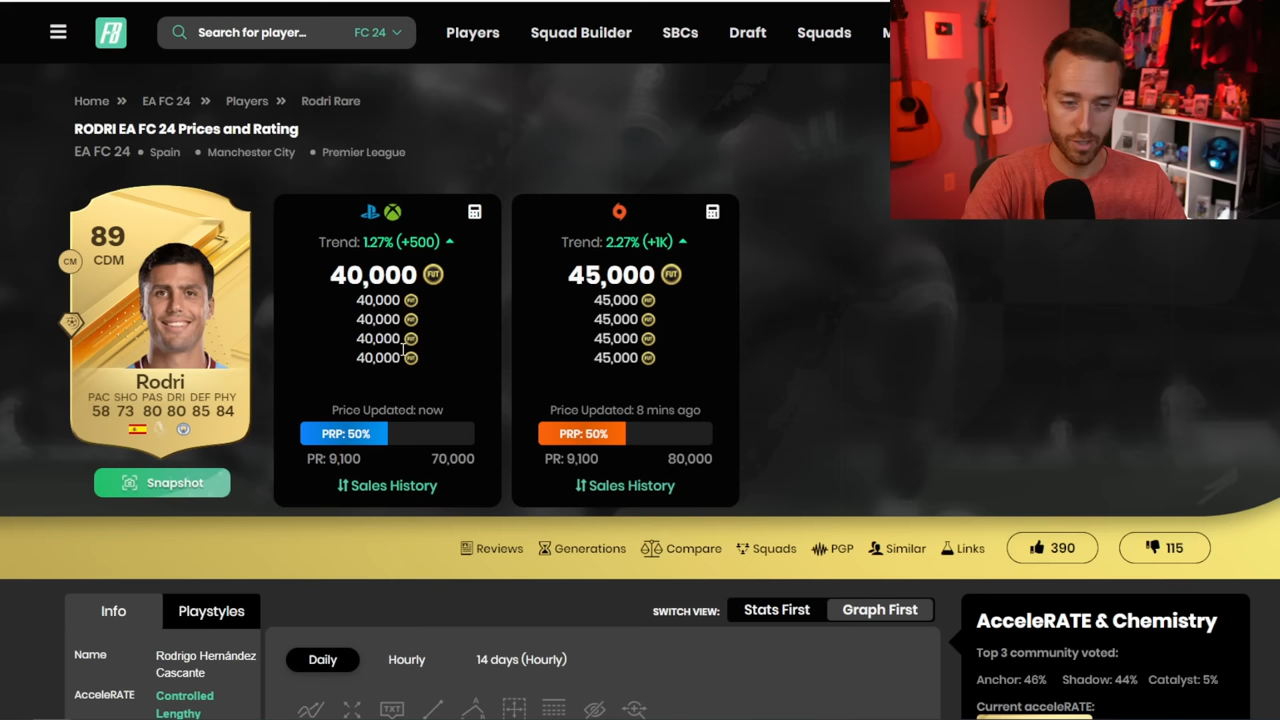 FB
Search for player...
FC 24
Players
Squad Builder
SBCs
Draft
Squads
Home » EA FC 24 » Players » Rodri Rare
RODRI EA FC 24 Prices and Rating
EA FC 24 • Spain • Manchester City • Premier League
89
CDM
CM
Rodri
PAC SHO PAS DRI DEF PHY
58 73 80 80 85 84
Snapshot
Trend: 1.27% (+500)
40,000 FUT
40,000
40,000
40,000
40,000
Price Updated: now
PRP: 50%
PR: 9,100 70,000
Sales History
Trend: 2.27% (+1K)
45,000 FUT
45,000
45,000
45,000
45,000
Price Updated: 8 mins ago
PRP: 50%
PR: 9,100 80,000
Sales History
Reviews
Generations
Compare
Squads
PGP
Similar
Links
390
115
Info
Playstyles
SWITCH VIEW:
Stats First
Graph First
Name
Rodrigo Hernández
Cascante
AcceleRATE
Controlled
Lengthy
Daily
Hourly
14 days (Hourly)
TXT
AcceleRATE & Chemistry
Top 3 community voted:
Anchor: 46% Shadow: 44% Catalyst: 5%
Current acceleRATE: